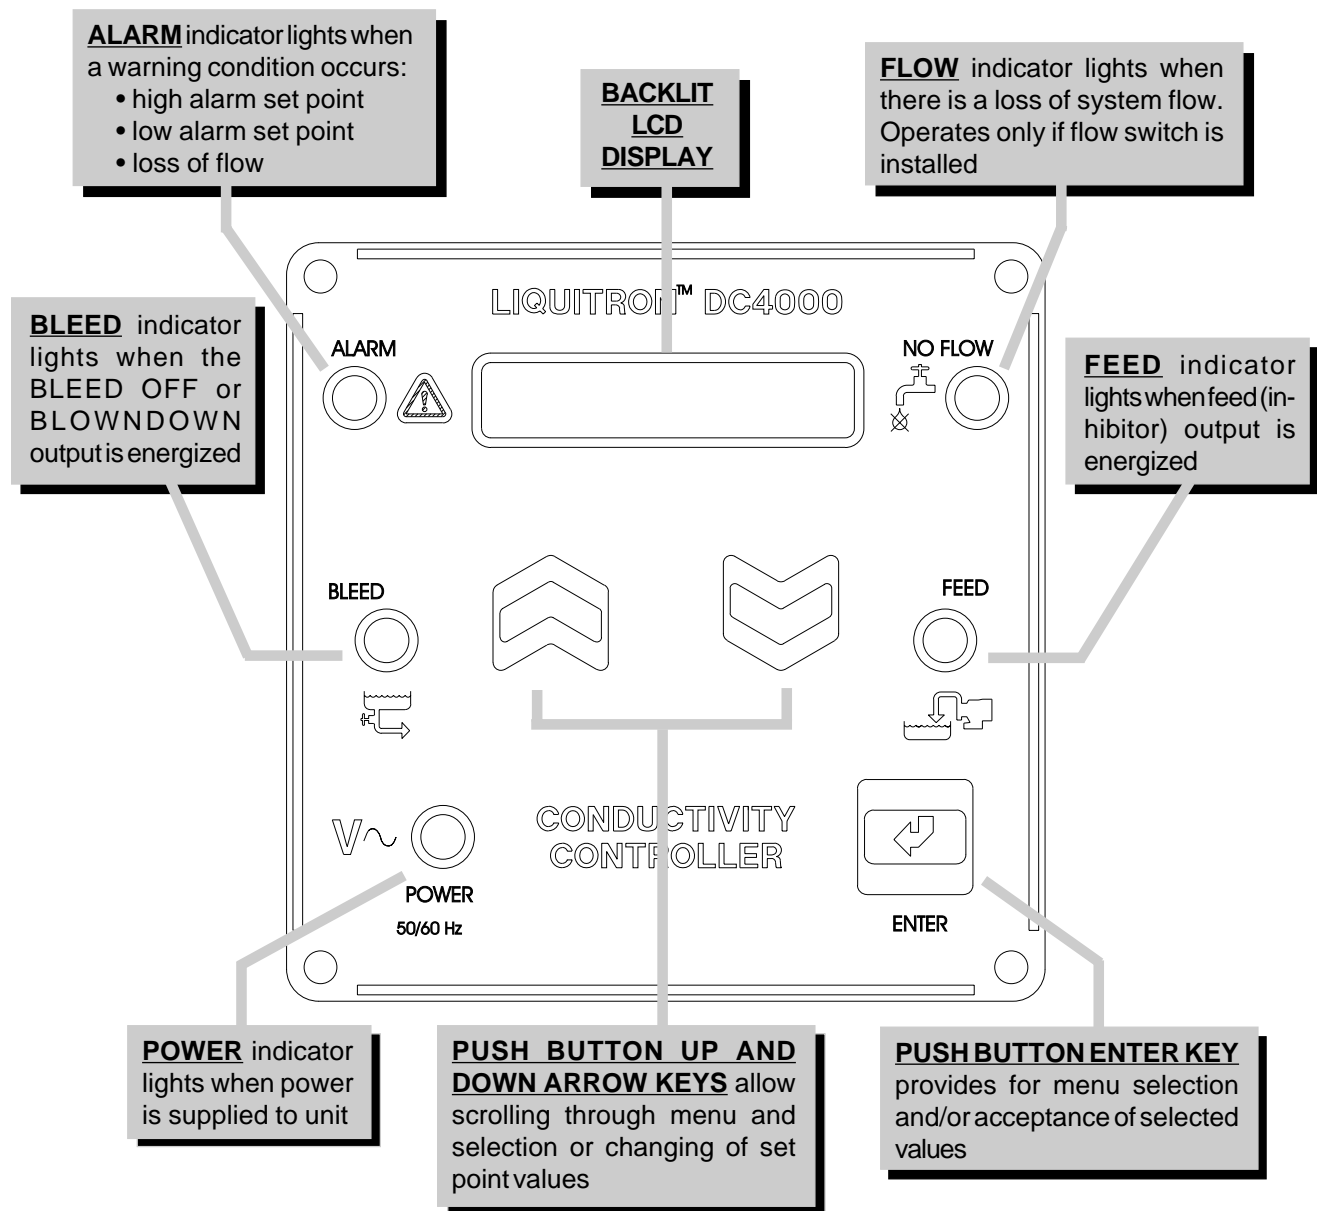 ALARM indicator lights when
a warning condition occurs:
• high alarm set point
• low alarm set point
• loss of flow
BACKLIT
LCD
DISPLAY
FLOW indicator lights when
there is a loss of system flow.
Operates only if flow switch is
installed
BLEED indicator
lights when the
BLEED OFF or
BLOWNDOWN
output is energized
FEED indicator
lights when feed (in-
hibitor) output is
energized
LIQUITRON™ DC4000
ALARM
NO FLOW
BLEED
FEED
V~
POWER
50/60 Hz
CONDUCTIVITY
CONTROLLER
ENTER
POWER indicator
lights when power
is supplied to unit
PUSH BUTTON UP AND
DOWN ARROW KEYS allow
scrolling through menu and
selection or changing of set
point values
PUSH BUTTON ENTER KEY
provides for menu selection
and/or acceptance of selected
values